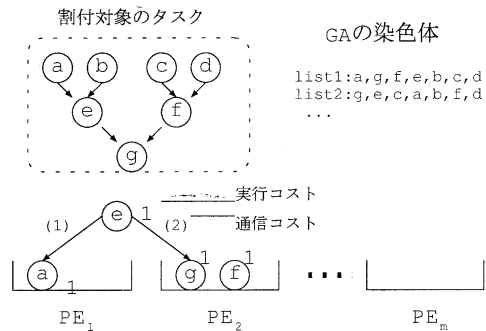 割付対象のタスク
GAの染色体
a b c d
e f
g
list1:a,g,f,e,b,c,d
list2:g,e,c,a,b,f,d
...
実行コスト
通信コスト
e 1
(1) (2)
a 1
g 1 f 1
PE1 PE2 PEm